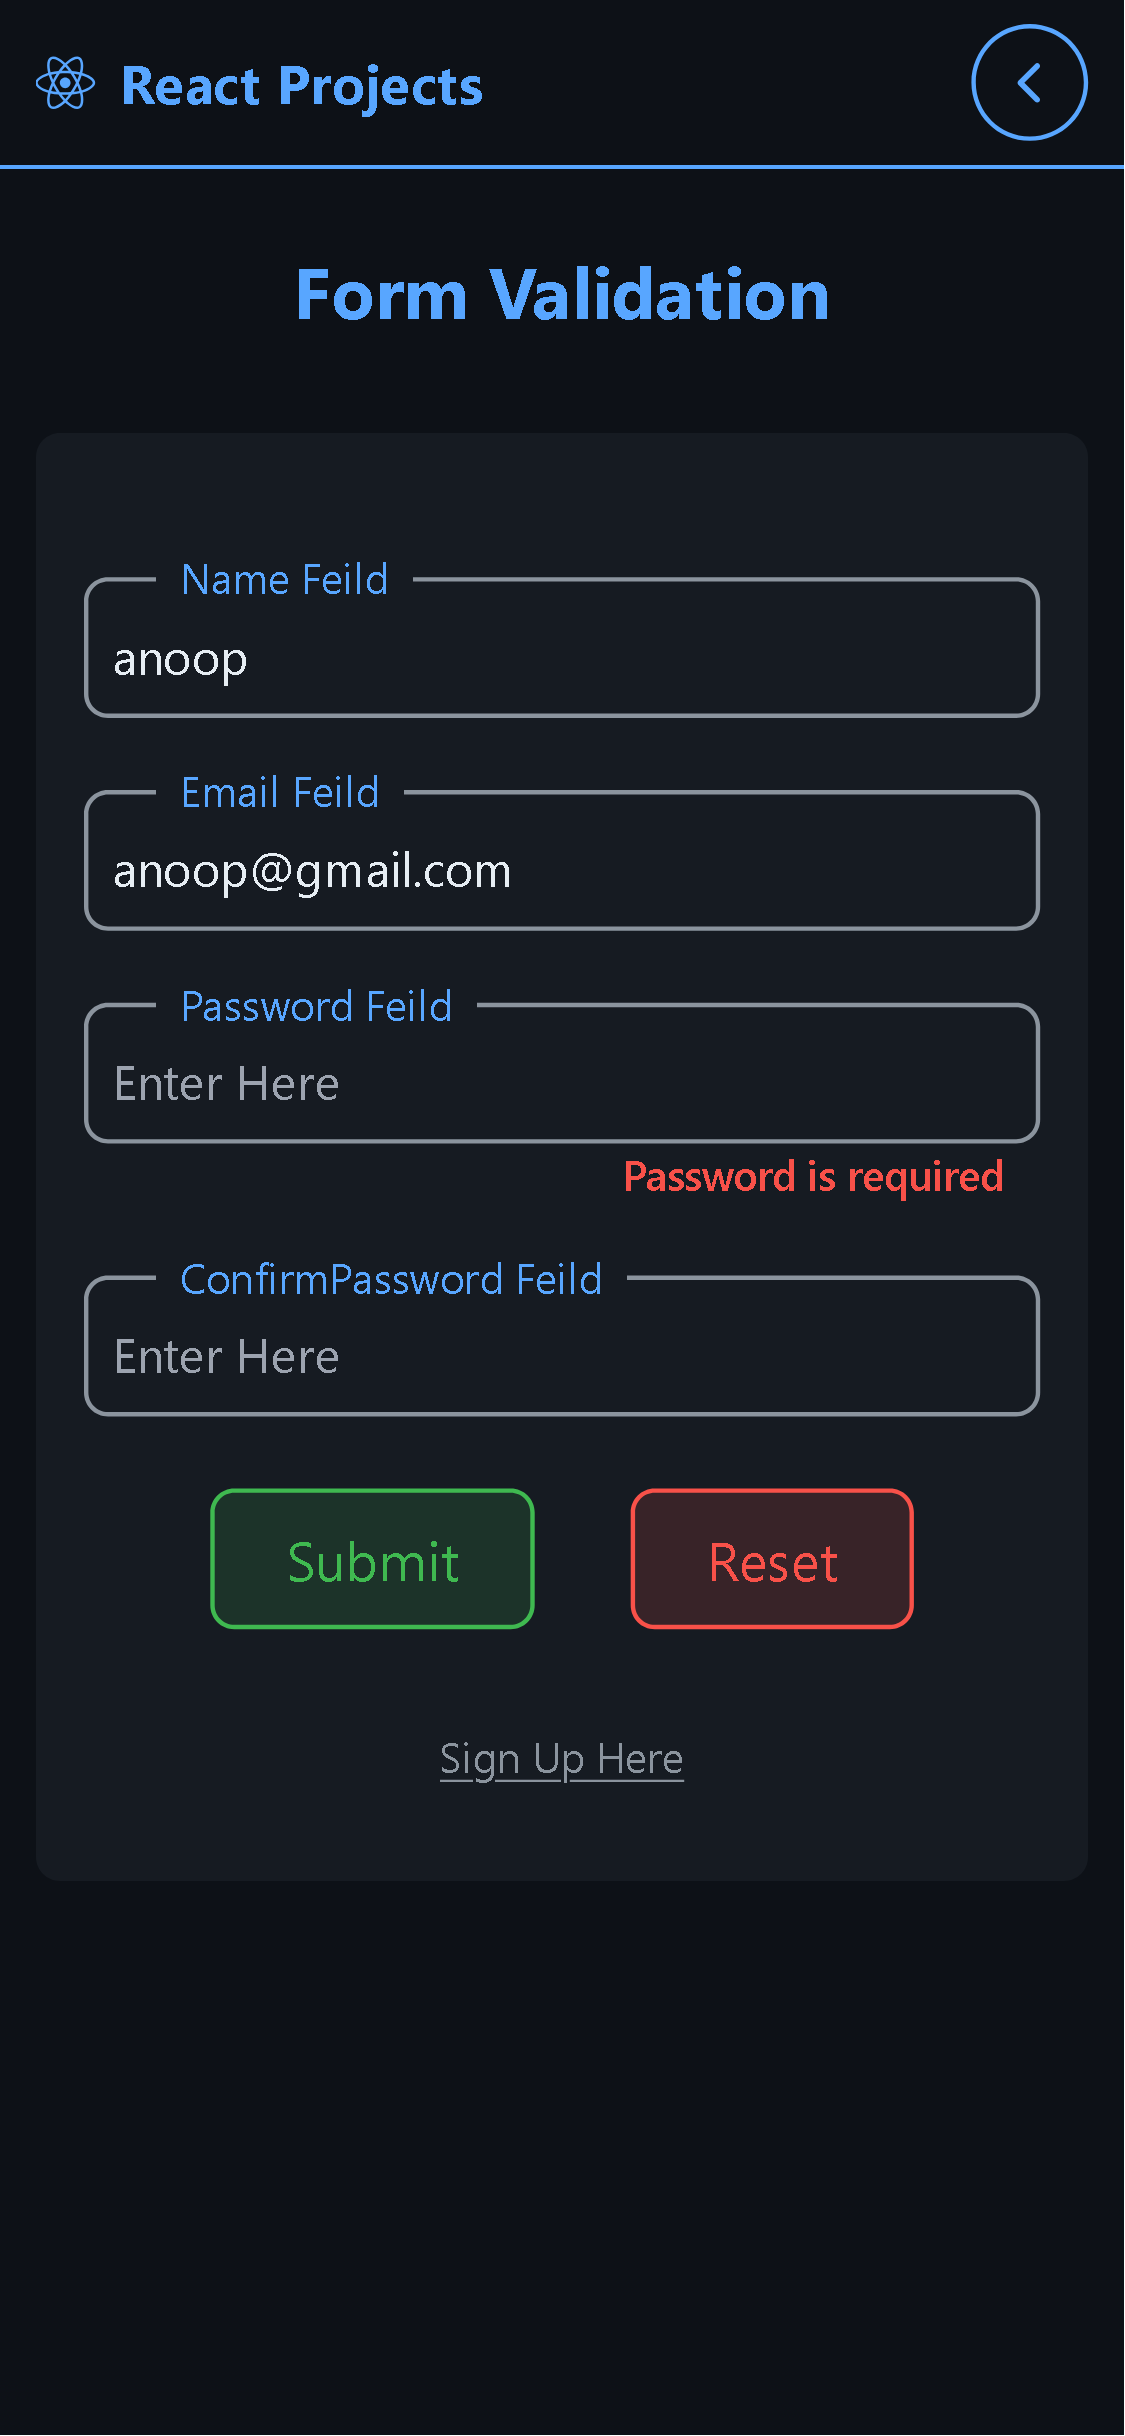 React Projects
Form Validation
Name Feild
anoop
Email Feild
anoop@gmail.com
Password Feild
Enter Here
Password is required
ConfirmPassword Feild
Enter Here
Submit Reset
Sign Up Here